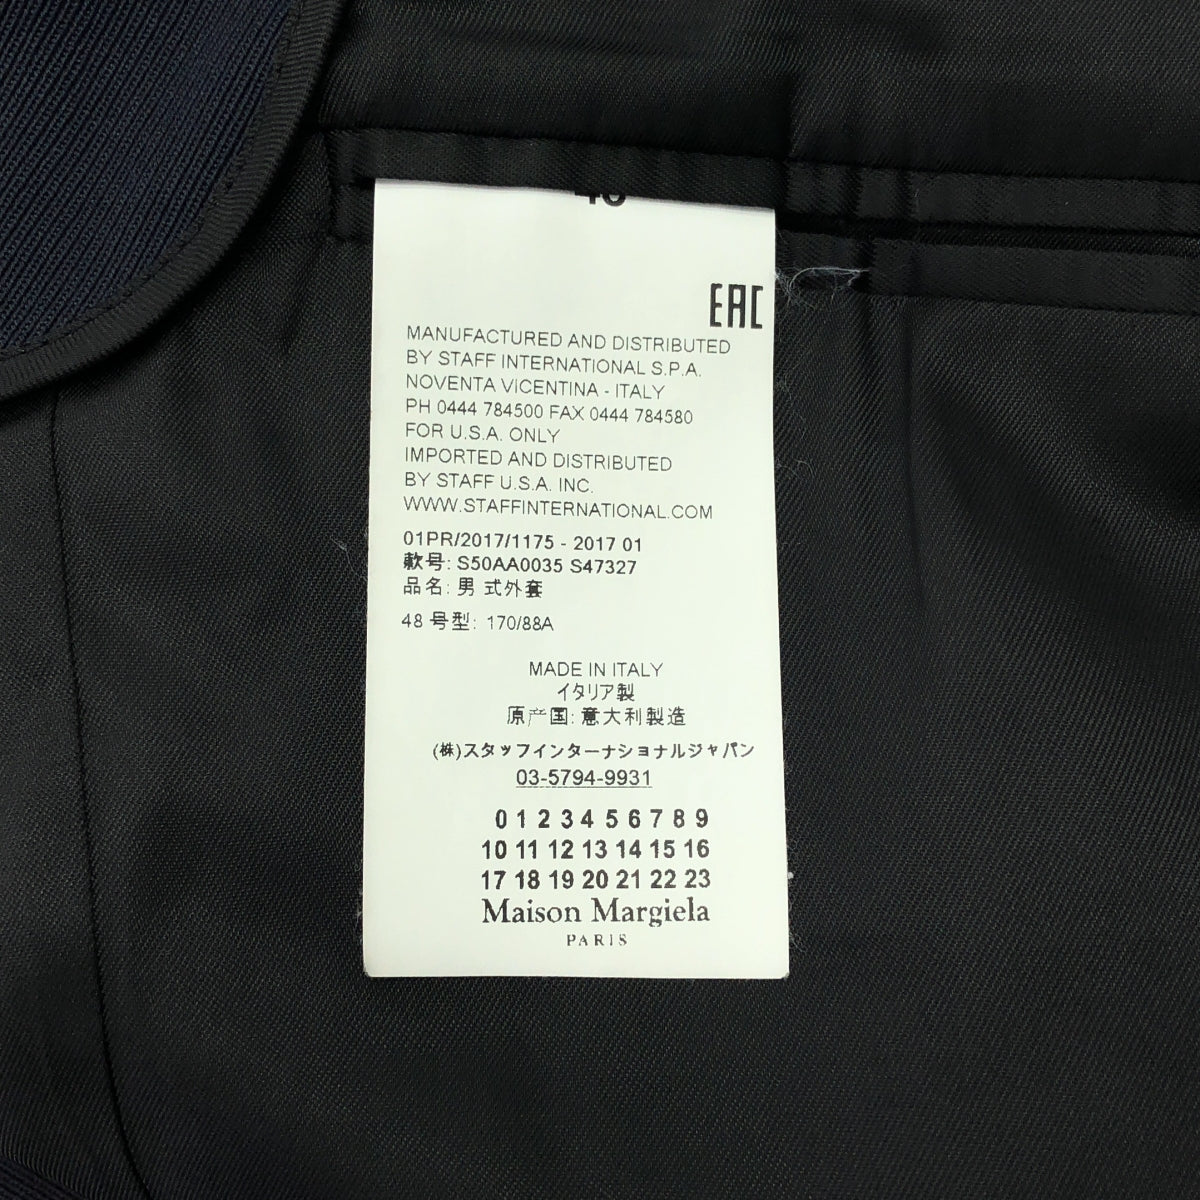 EAC
MANUFACTURED AND DISTRIBUTED
BY STAFF INTERNATIONAL S.P.A.
NOVENTA VICENTINA - ITALY
PH 0444 784500 FAX 0444 784580
FOR U.S.A. ONLY
IMPORTED AND DISTRIBUTED
BY STAFF U.S.A. INC.
WWW.STAFFINTERNATIONAL.COM
01PR/2017/1175 - 2017 01
款号: S50AA0035 S47327
品名: 男 式外套
48 号型: 170/88A
MADE IN ITALY
イタリア製
原产国: 意大利製造
(株)スタッフインターナショナルジャパン
03-5794-9931
0 1 2 3 4 5 6 7 8 9
10 11 12 13 14 15 16
17 18 19 20 21 22 23
Maison Margiela
PARIS